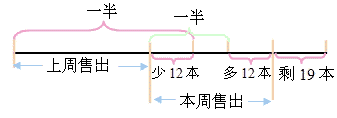 一半
一半
上周售出
少12本
多12本
剩19本
本周售出